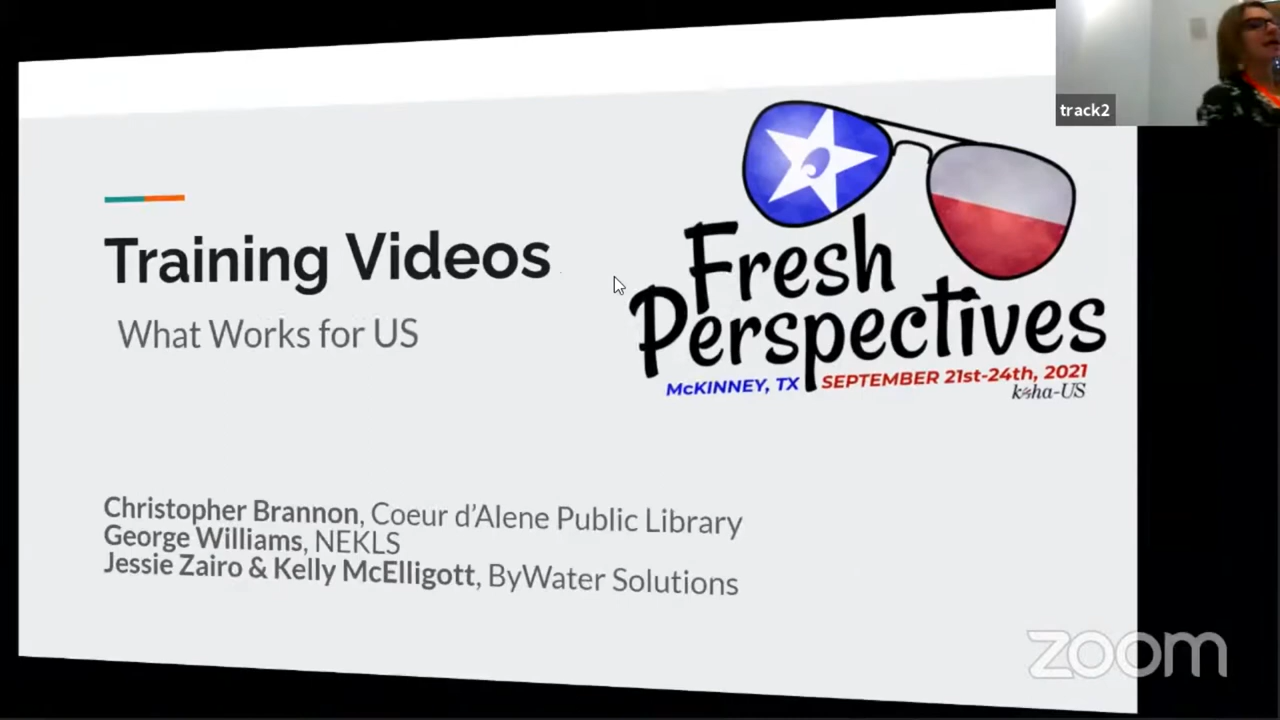 track2
Training Videos
What Works for US
Fresh
Perspectives
McKINNEY, TX SEPTEMBER 21st-24th, 2021
koha-US
Christopher Brannon, Coeur d'Alene Public Library
George Williams, NEKLS
Jessie Zairo & Kelly McElligott, ByWater Solutions
zoom